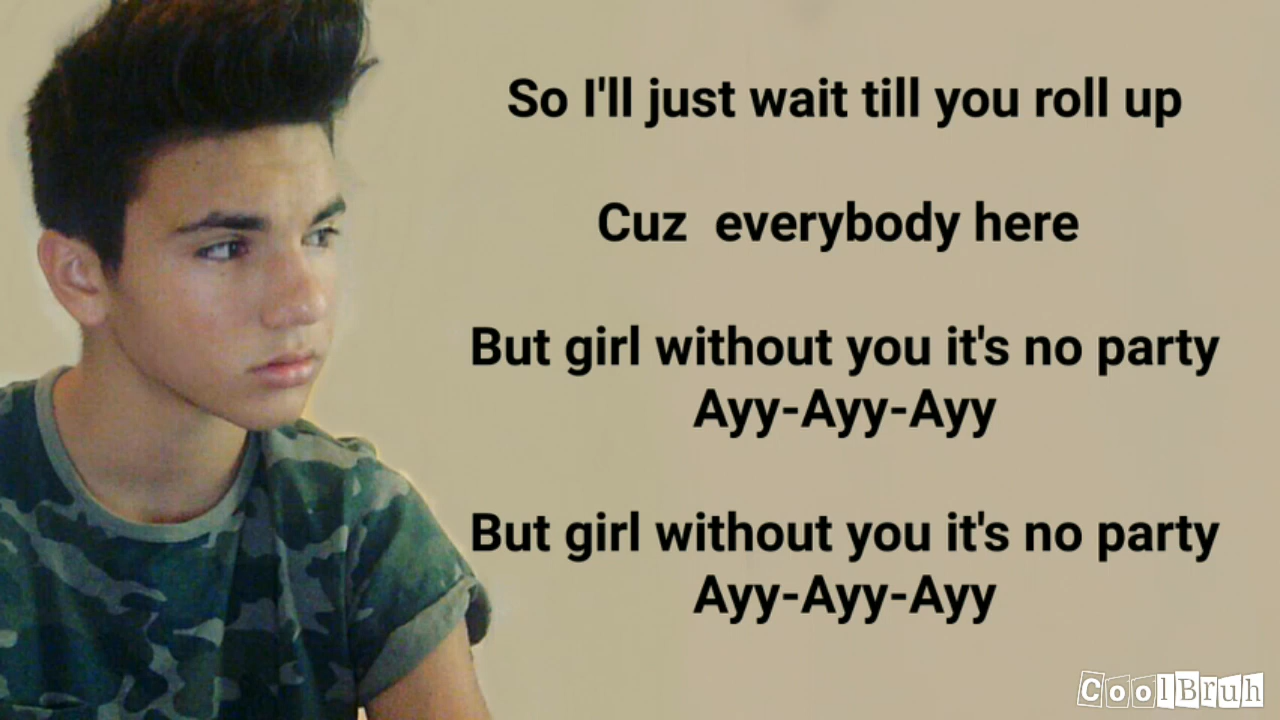 So I'll just wait till you roll up
Cuz  everybody here
But girl without you it's no party
Ayy-Ayy-Ayy
But girl without you it's no party
Ayy-Ayy-Ayy
CoolBruh